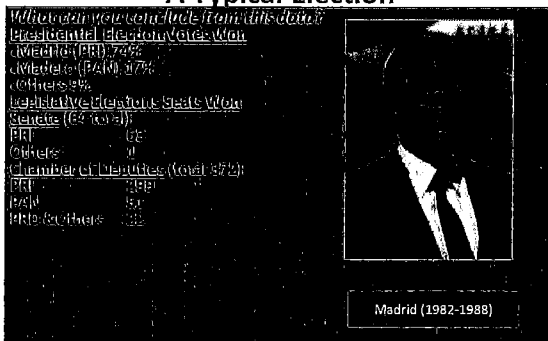 A Typical Election
What can you conclude from this data?
Presidential Election Votes Won
Madrid (PRI) 74%
Madero (PAN) 17%
Others 9%
Legislative Elections Seats Won
Senate (64 total):
PRI 63
Others 1
Chamber of Deputies (total 372):
PRI
PAN
PRD & Others
Madrid (1982-1988)